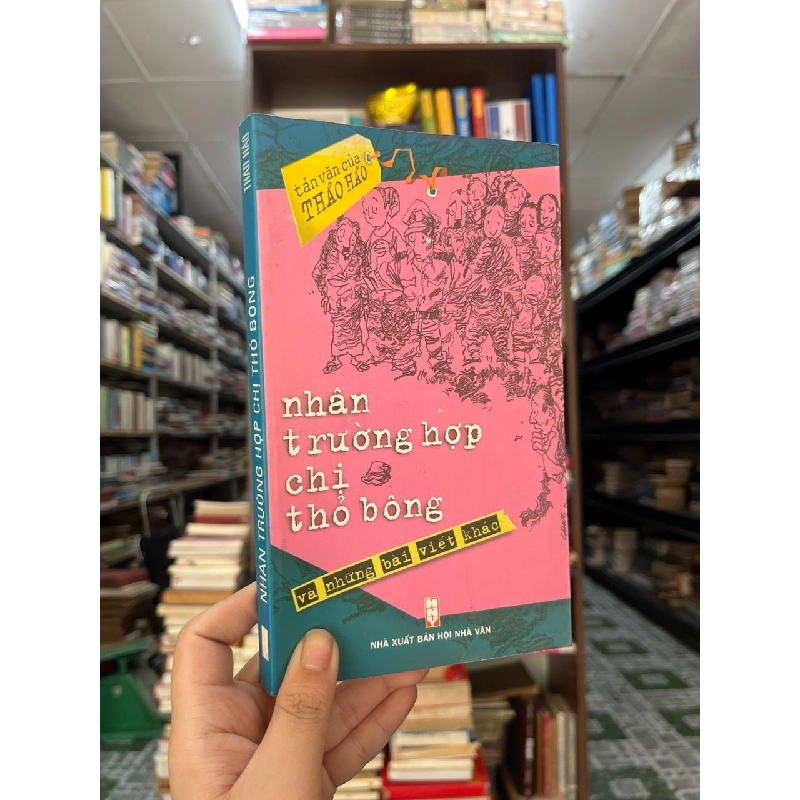 tản văn của
THẢO HẢO
nhân
trường hợp
chị
thỏ bông
và những bài viết khác
HNV
NHÀ XUẤT BẢN HỘI NHÀ VĂN
THẢO HẢO
NHÂN TRƯỜNG HỢP CHỊ THỎ BÔNG